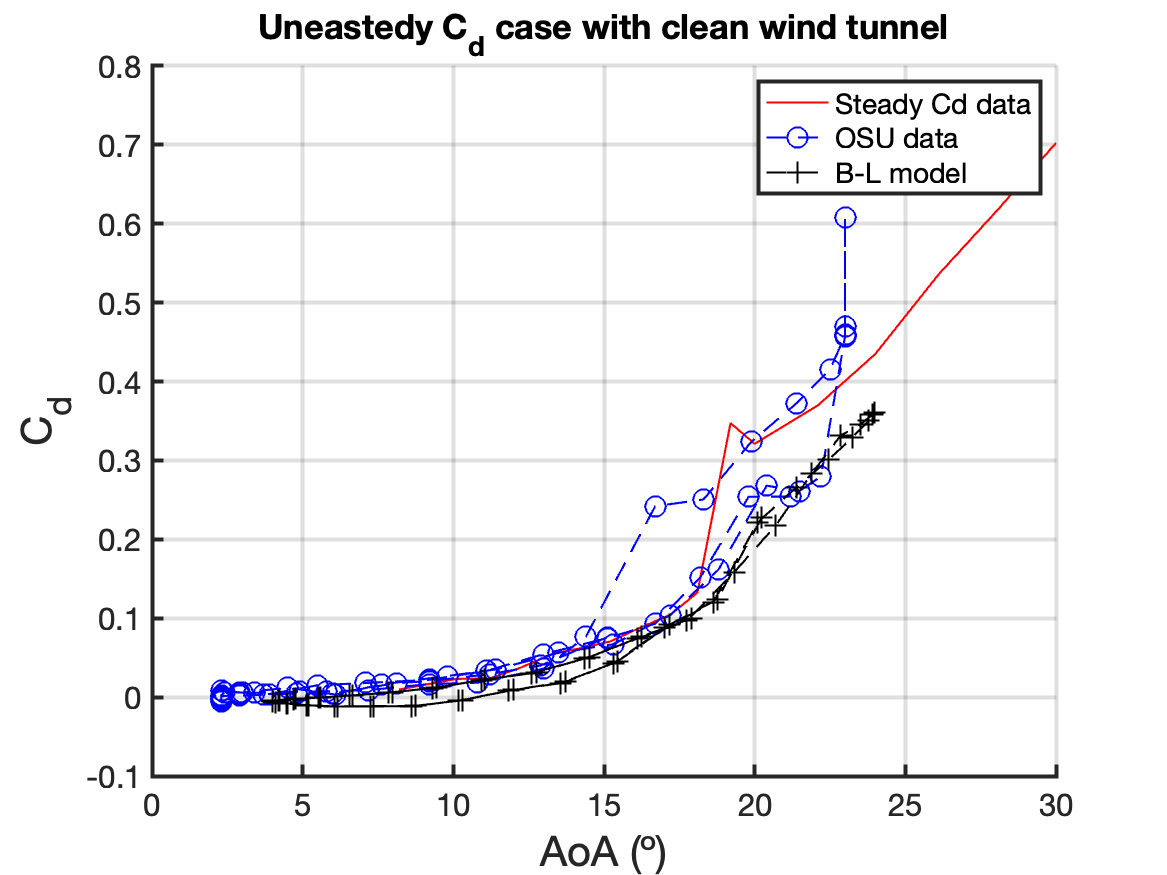 Uneastedy Cd case with clean wind tunnel
Steady Cd data
OSU data
B-L model
0.8
0.7
0.6
0.5
0.4
0.3
0.2
0.1
0
-0.1
Cd
0 5 10 15 20 25 30
AoA (º)